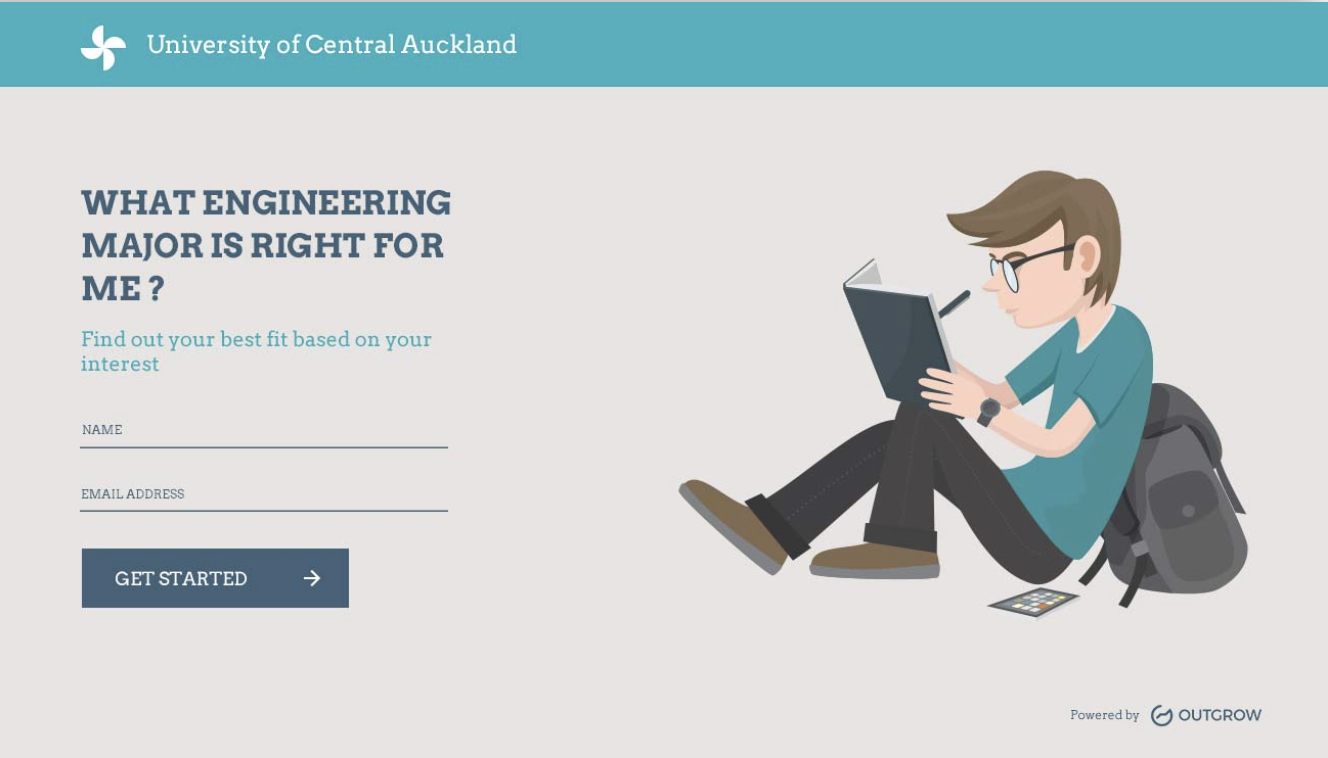 University of Central Auckland
WHAT ENGINEERING
MAJOR IS RIGHT FOR
ME ?
Find out your best fit based on your
interest
NAME
EMAIL ADDRESS
GET STARTED
Powered by OUTGROW